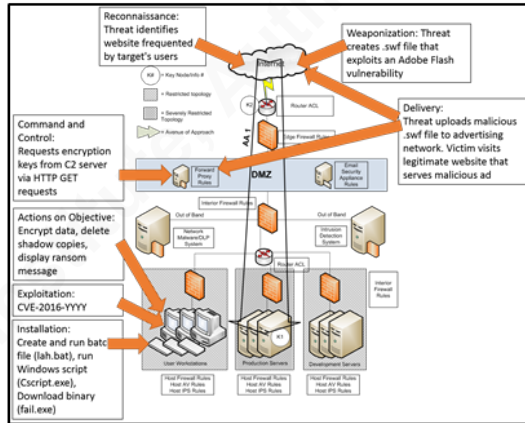 Reconnaissance:
Threat identifies
website frequented
by target's users
Weaponization: Threat
creates .swf file that
exploits an Adobe Flash
vulnerability
Internet
K# = Key Node/Info #
= Restricted topology
= Severely Restricted
Topology
= Avenue of Approach
K2
Router ACL
AA 1
Edge Firewall Rules
Delivery:
Threat uploads malicious
.swf file to advertising
network. Victim visits
legitimate website that
serves malicious ad
Command and
Control:
Requests encryption
keys from C2 server
via HTTP GET
requests
Forward
Proxy
Rules
DMZ
Email
Security
Appliance
Rules
Interior Firewall Rules
Actions on Objective:
Encrypt data, delete
shadow copies,
display ransom
message
Out of Band
Network
Malware/DLP
System
Out of Band
Intrusion
Detection
System
Router ACL
Interior
Firewall
Rules
Exploitation:
CVE-2016-YYYY
Installation:
Create and run batc
file (lah.bat), run
Windows script
(Cscript.exe),
Download binary
(fail.exe)
K1
User Workstations
Production Servers
Development Servers
Host Firewall Rules
Host AV Rules
Host IPS Rules
Host Firewall Rules
Host AV Rules
Host IPS Rules
Host Firewall Rules
Host AV Rules
Host IPS Rules